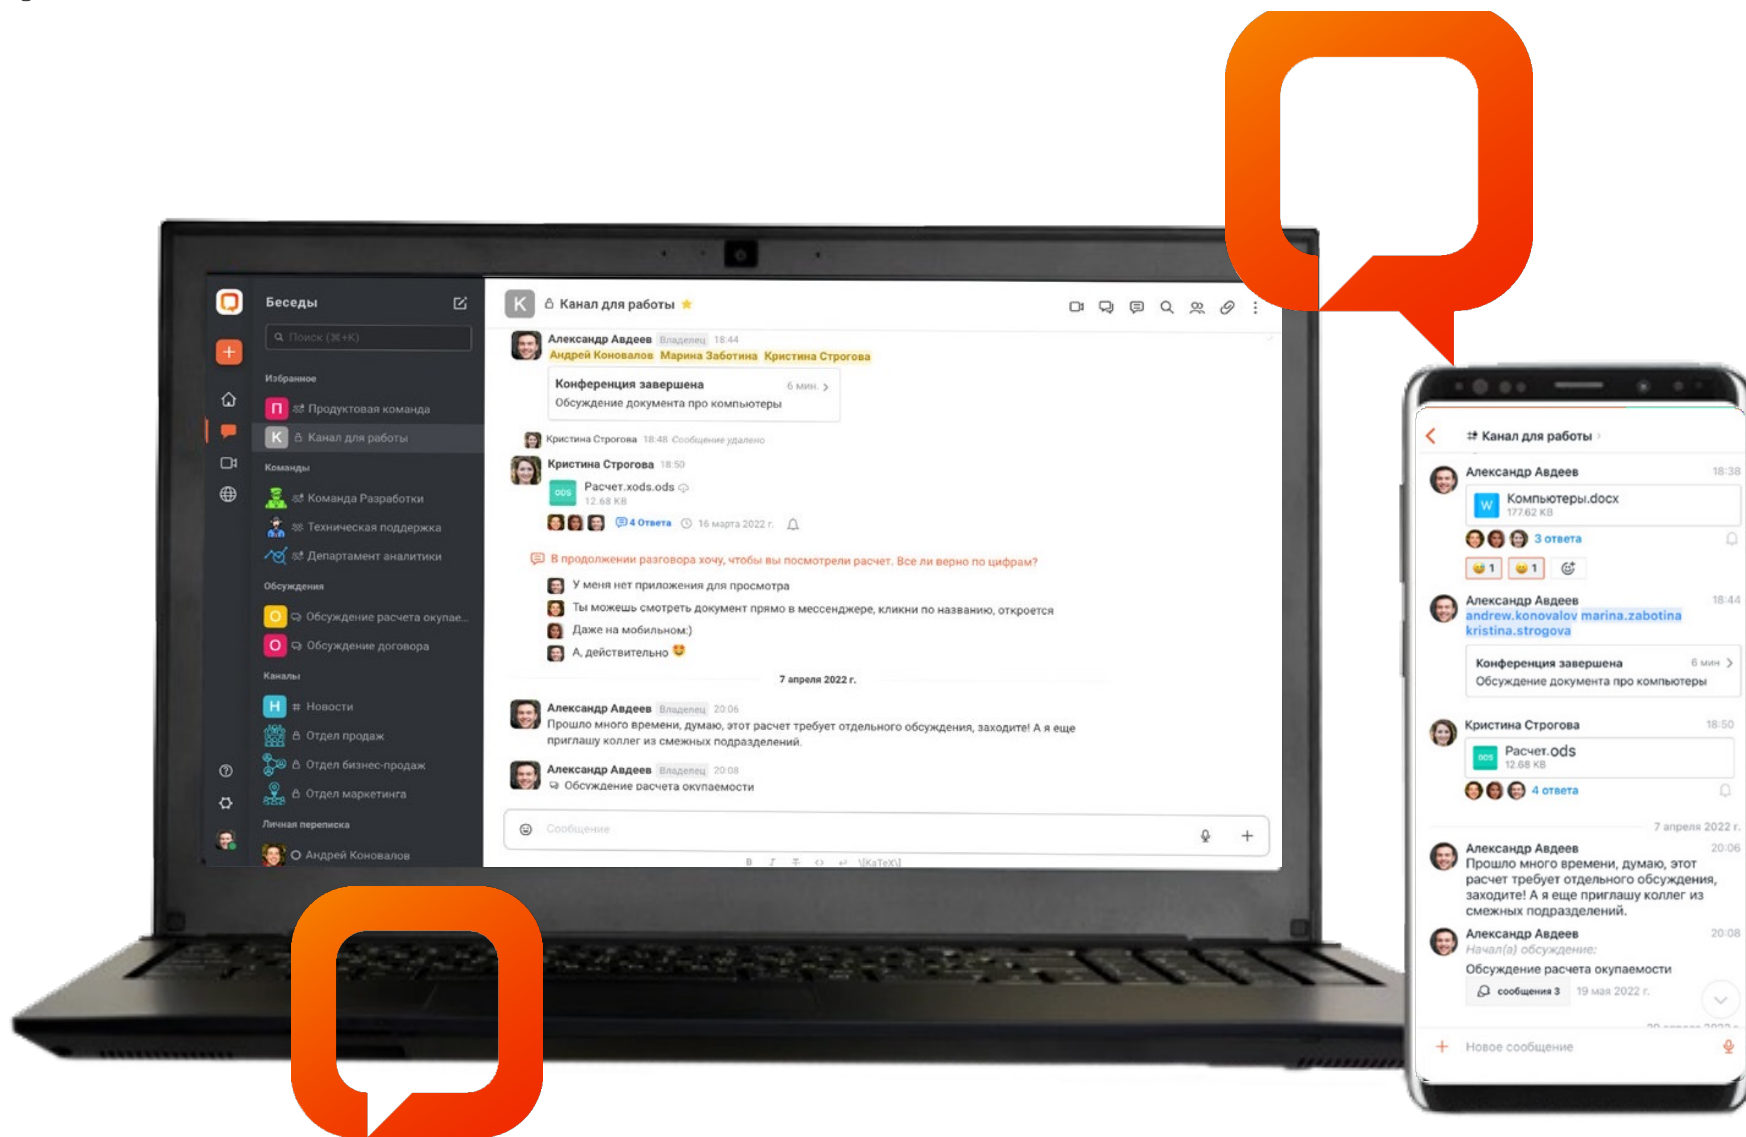 Беседы
Поиск (⌘+K)
Избранное
П Продуктовая команда
К Канал для работы
Команды
Команда Разработки
Техническая поддержка
Департамент аналитики
Обсуждения
О Обсуждение расчета окупае...
О Обсуждение договора
Каналы
Н # Новости
Отдел продаж
Отдел бизнес-продаж
Отдел маркетинга
Личная переписка
Андрей Коновалов
К Канал для работы
Александр Авдеев Владелец 18:44
Андрей Коновалов Марина Заботина Кристина Строгова
Конференция завершена 6 мин.
Обсуждение документа про компьютеры
Кристина Строгова 18:48 Сообщение удалено
Кристина Строгова 18:50
ODS Расчет.xods.ods
12.68 KB
4 Ответа 16 марта 2022 г.
В продолжении разговора хочу, чтобы вы посмотрели расчет. Все ли верно по цифрам?
У меня нет приложения для просмотра
Ты можешь смотреть документ прямо в мессенджере, кликни по названию, откроется
Даже на мобильном:)
А, действительно
7 апреля 2022 г.
Александр Авдеев Владелец 20:06
Прошло много времени, думаю, этот расчет требует отдельного обсуждения, заходите! А я еще
приглашу коллег из смежных подразделений.
Александр Авдеев Владелец 20:08
Обсуждение расчета окупаемости
Сообщение
B I T <> \[KaTeX\]
# Канал для работы
Александр Авдеев 18:38
W Компьютеры.docx
177.62 KB
3 ответа
1 1
Александр Авдеев 18:44
andrew.konovalov marina.zabotina
kristina.strogova
Конференция завершена 6 мин
Обсуждение документа про компьютеры
Кристина Строгова 18:50
ODS Расчет.ods
12.68 KB
4 ответа
7 апреля 2022 г.
Александр Авдеев 20:06
Прошло много времени, думаю, этот
расчет требует отдельного обсуждения,
заходите! А я еще приглашу коллег из
смежных подразделений.
Александр Авдеев 20:08
Начал(а) обсуждение:
Обсуждение расчета окупаемости
сообщения 3 19 мая 2022 г.
Новое сообщение